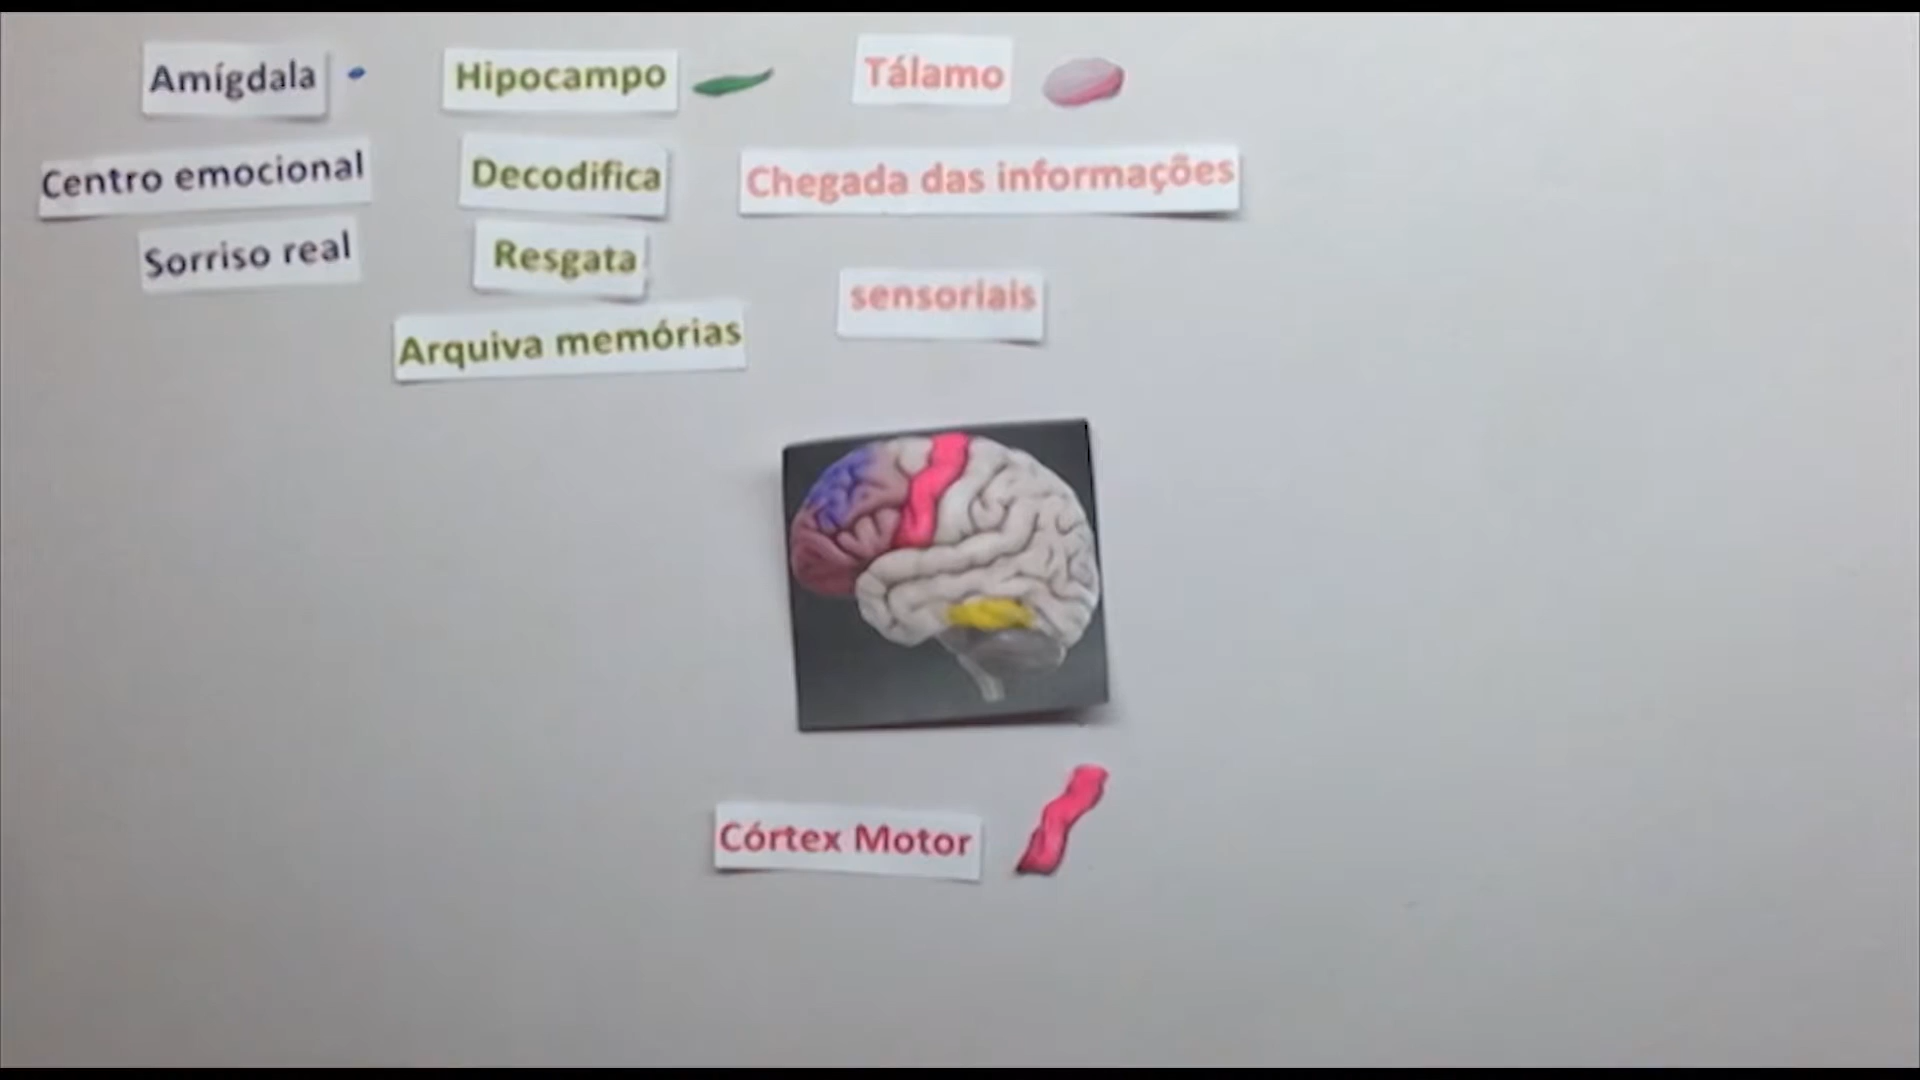 Amígdala
Centro emocional
Sorriso real
Hipocampo
Decodifica
Resgata
Arquiva memórias
Tálamo
Chegada das informações
sensoriais
Córtex Motor